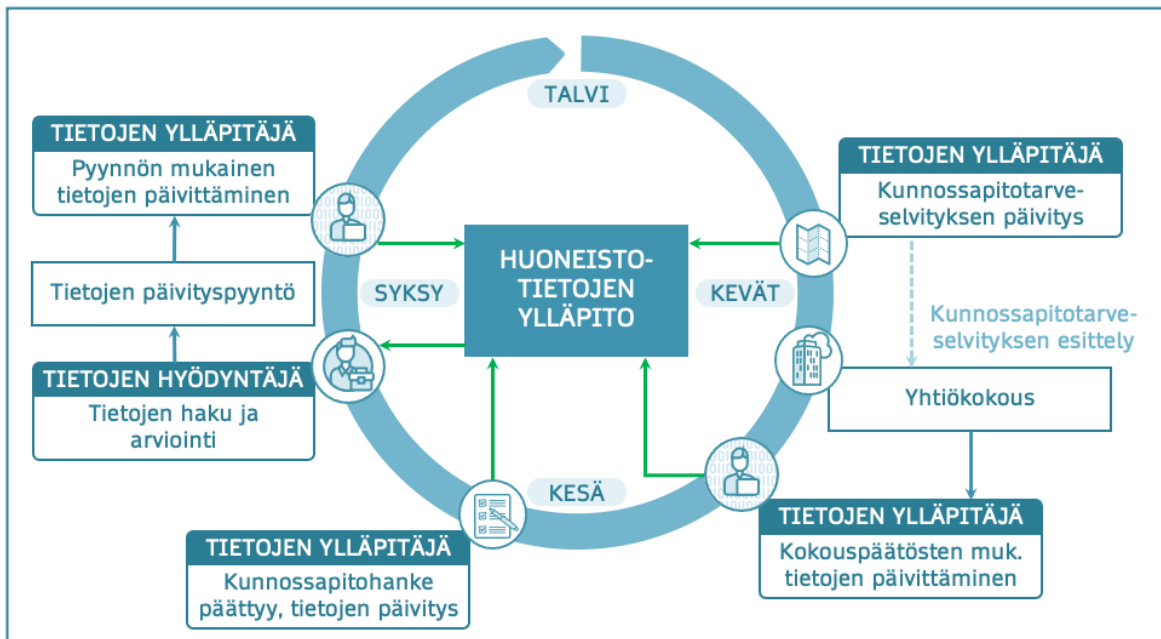 TALVI
TIETOJEN YLLÄPITÄJÄ
Pyynnön mukainen
tietojen päivittäminen
TIETOJEN YLLÄPITÄJÄ
Kunnossapitotarve-
selvityksen päivitys
HUONEISTO-
TIETOJEN
YLLÄPITO
Tietojen päivityspyyntö
SYKSY
KEVÄT
Kunnossapitotarve-
selvityksen esittely
TIETOJEN HYÖDYNTÄJÄ
Tietojen haku ja
arviointi
Yhtiökokous
KESÄ
TIETOJEN YLLÄPITÄJÄ
Kunnossapitohanke
päättyy, tietojen päivitys
TIETOJEN YLLÄPITÄJÄ
Kokouspäätösten muk.
tietojen päivittäminen